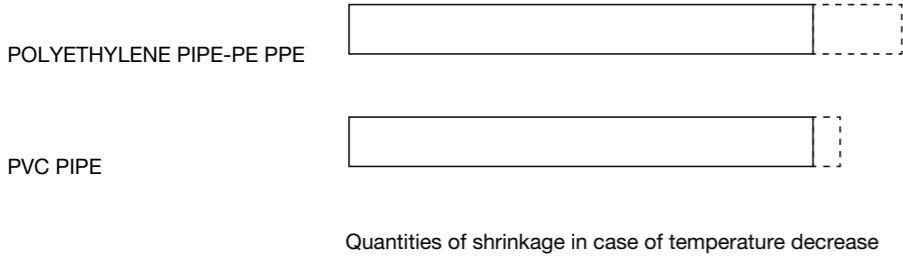 POLYETHYLENE PIPE-PE PPE
PVC PIPE
Quantities of shrinkage in case of temperature decrease